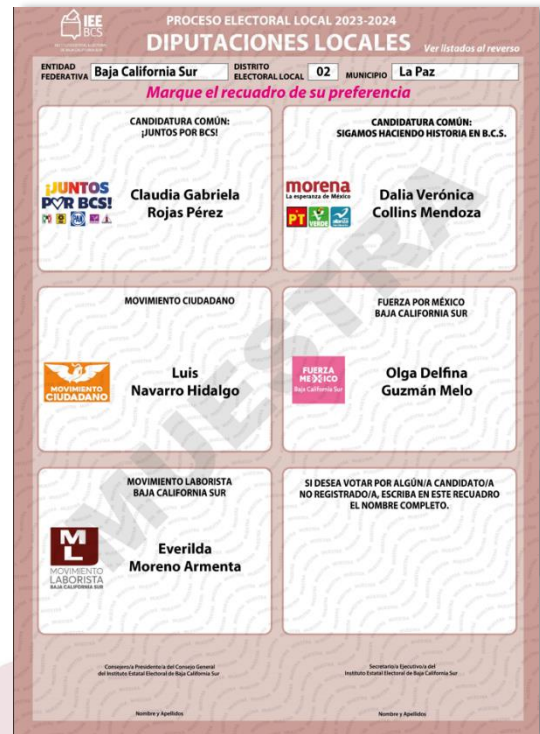 IEE
BCS
PROCESO ELECTORAL LOCAL 2023-2024
DIPUTACIONES LOCALES
Ver listados al reverso
ENTIDAD
FEDERATIVA
Baja California Sur
DISTRITO
ELECTORAL LOCAL
02
MUNICIPIO
La Paz
Marque el recuadro de su preferencia
CANDIDATURA COMÚN:
¡JUNTOS POR BCS!
¡JUNTOS
POR BCS!
PAN
Claudia Gabriela
Rojas Pérez
CANDIDATURA COMÚN:
SIGAMOS HACIENDO HISTORIA EN B.C.S.
morena
La esperanza de México
PT
VERDE
Dalia Verónica
Collins Mendoza
MOVIMIENTO CIUDADANO
MOVIMIENTO
CIUDADANO
Luis
Navarro Hidalgo
FUERZA POR MÉXICO
BAJA CALIFORNIA SUR
FUERZA
MEXICO
Baja California Sur
Olga Delfina
Guzmán Melo
MOVIMIENTO LABORISTA
BAJA CALIFORNIA SUR
ML
MOVIMIENTO
LABORISTA
BAJA CALIFORNIA SUR
Everilda
Moreno Armenta
SI DESEA VOTAR POR ALGÚN/A CANDIDATO/A
NO REGISTRADO/A, ESCRIBA EN ESTE RECUADRO
EL NOMBRE COMPLETO.
MUESTRA
Consejero/a Presidente/a del Consejo General
del Instituto Estatal Electoral de Baja California Sur
Nombre y Apellidos
Secretario/a Ejecutivo/a del
Instituto Estatal Electoral de Baja California Sur
Nombre y Apellidos